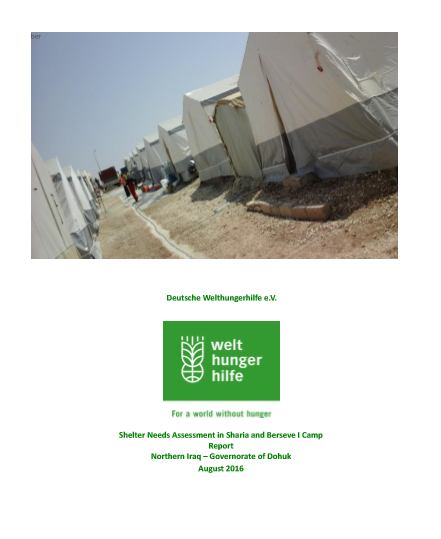 ser
Deutsche Welthungerhilfe e.V.
welt
hunger
hilfe
For a world without hunger
Shelter Needs Assessment in Sharia and Berseve I Camp
Report
Northern Iraq – Governorate of Dohuk
August 2016